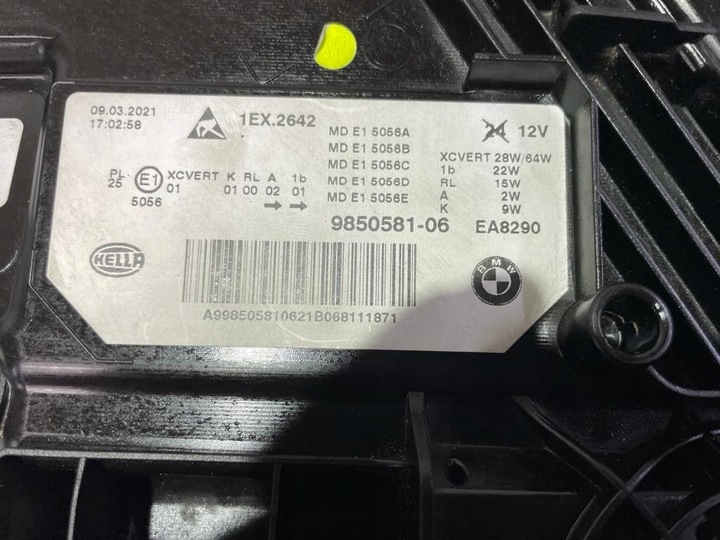 09.03.2021
17:02:58
1EX.2642
MD E1 5056A
MD E1 5056B
MD E1 5056C
MD E1 5056D
MD E1 5056E
24 12V
XCVERT 28W/64W
1b 22W
RL 15W
A 2W
K 9W
PL
25
E1
5056
XCVERT K RL A 1b
01 01 00 02 01
→ →
9850581-06 EA8290
HELLA
BMW
A998505810621B068111871